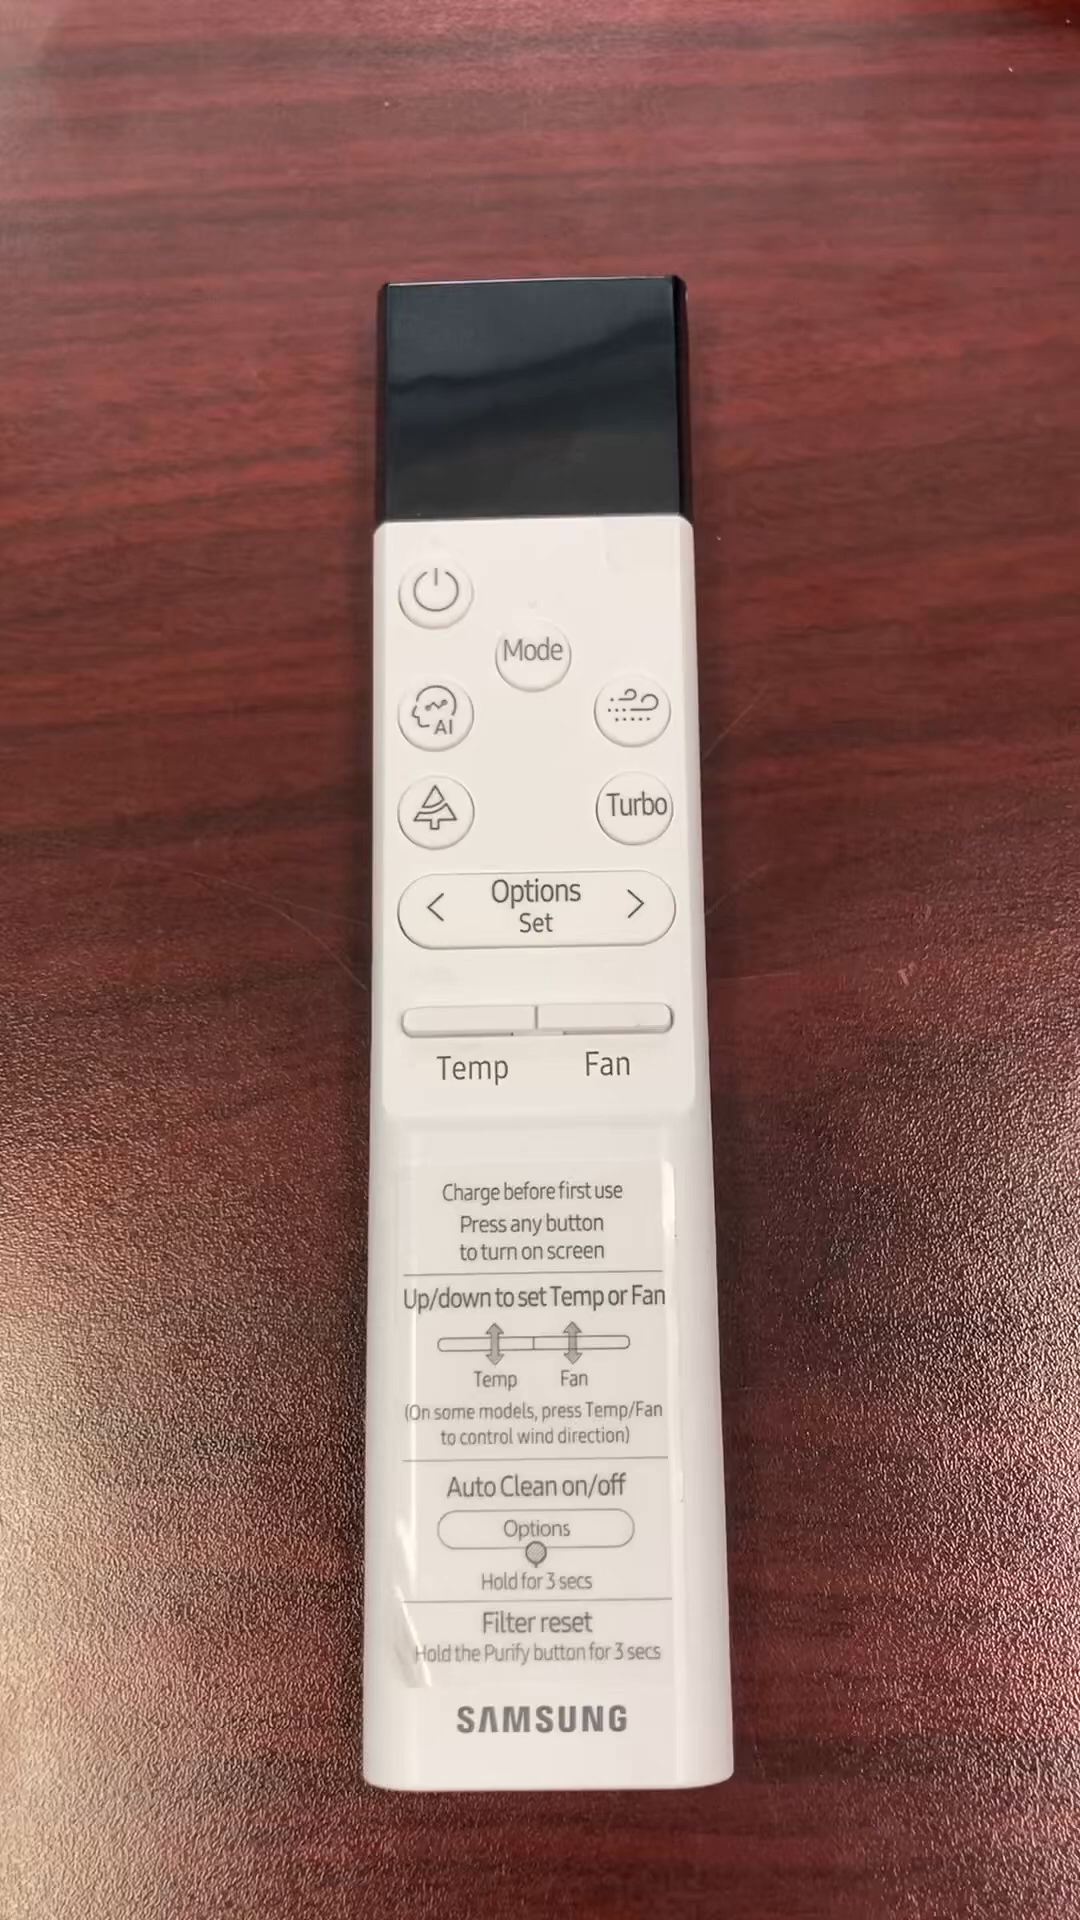 Mode
AI
Turbo
< Options >
Set
Temp Fan
Charge before first use
Press any button
to turn on screen
Up/down to set Temp or Fan
Temp Fan
(On some models, press Temp/Fan
to control wind direction)
Auto Clean on/off
Options
Hold for 3 secs
Filter reset
Hold the Purify button for 3 secs
SAMSUNG